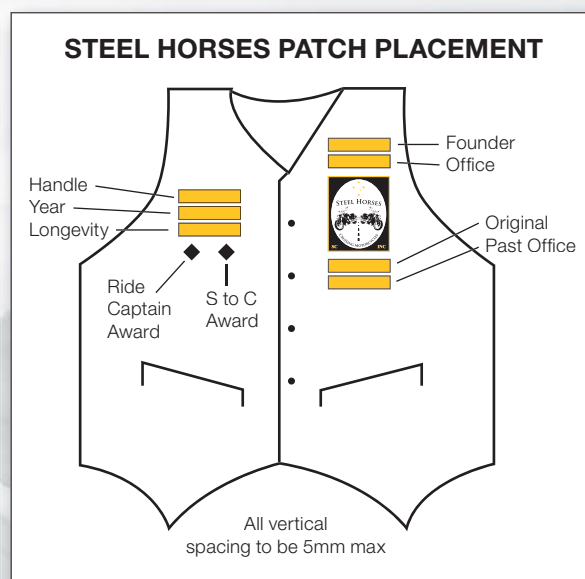 STEEL HORSES PATCH PLACEMENT
Founder
Office
Handle
Year
Longevity
STEEL HORSES
SC
INC
Original
Past Office
Ride
Captain
Award
S to C
Award
All vertical
spacing to be 5mm max